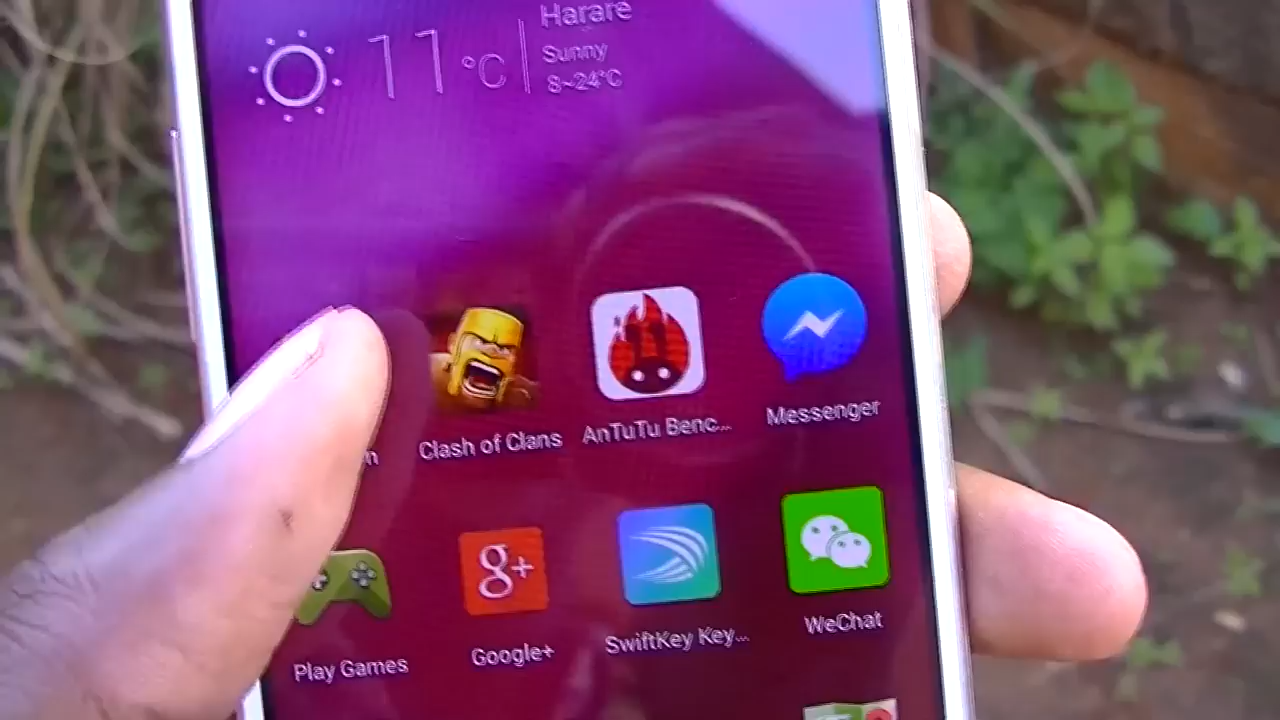 Harare
11°C
Sunny
8~24°C
n
Clash of Clans
AnTuTu Benc...
Messenger
g+
Play Games
Google+
SwiftKey Key...
WeChat